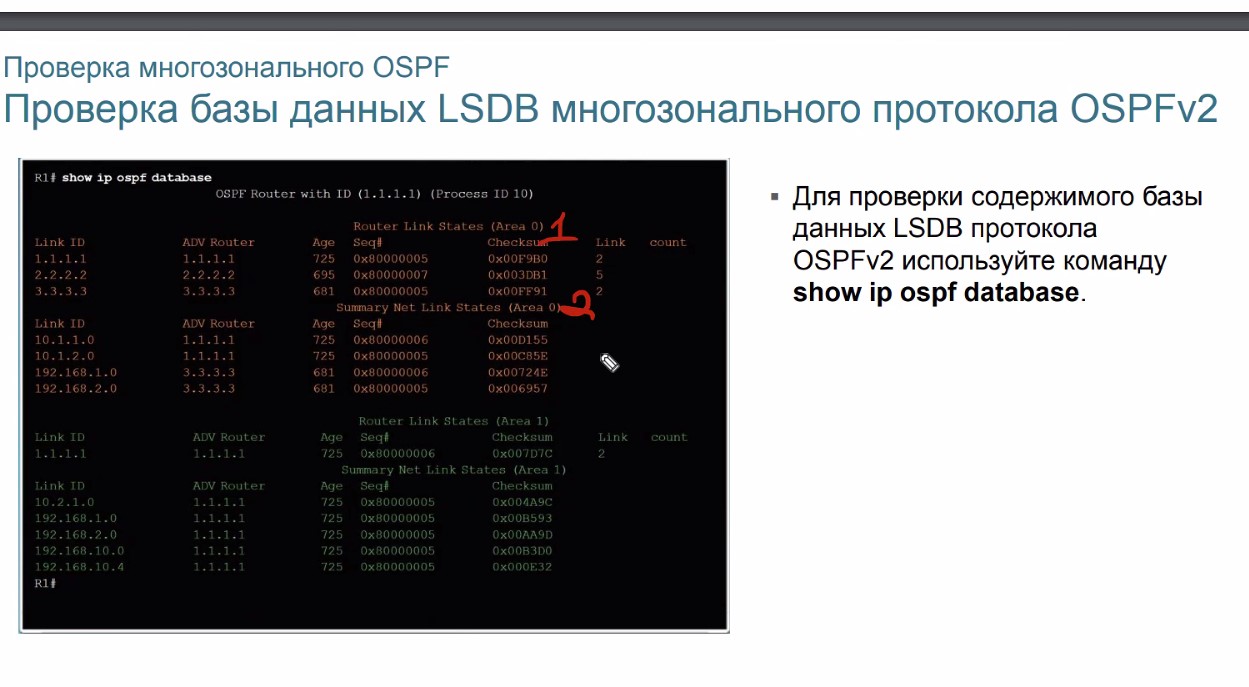 Проверка многозонального OSPF
Проверка базы данных LSDB многозонального протокола OSPFv2
R1# show ip ospf database
OSPF Router with ID (1.1.1.1) (Process ID 10)
Router Link States (Area 0) 1
Link ID ADV Router Age Seq# Checksum Link count
1.1.1.1 1.1.1.1 725 0x80000005 0x00F9B0 2
2.2.2.2 2.2.2.2 695 0x80000007 0x003DB1 5
3.3.3.3 3.3.3.3 681 0x80000005 0x00FF91 2
Summary Net Link States (Area 0) 2
Link ID ADV Router Age Seq# Checksum
10.1.1.0 1.1.1.1 725 0x80000006 0x00D155
10.1.2.0 1.1.1.1 725 0x80000005 0x00C85E
192.168.1.0 3.3.3.3 681 0x80000006 0x00724E
192.168.2.0 3.3.3.3 681 0x80000005 0x006957
Router Link States (Area 1)
Link ID ADV Router Age Seq# Checksum Link count
1.1.1.1 1.1.1.1 725 0x80000006 0x007D7C 2
Summary Net Link States (Area 1)
Link ID ADV Router Age Seq# Checksum
10.2.1.0 1.1.1.1 725 0x80000005 0x004A9C
192.168.1.0 1.1.1.1 725 0x80000005 0x00B593
192.168.2.0 1.1.1.1 725 0x80000005 0x00AA9D
192.168.10.0 1.1.1.1 725 0x80000005 0x00B3D0
192.168.10.4 1.1.1.1 725 0x80000005 0x000E32
R1#
▪ Для проверки содержимого базы
данных LSDB протокола
OSPFv2 используйте команду
show ip ospf database.